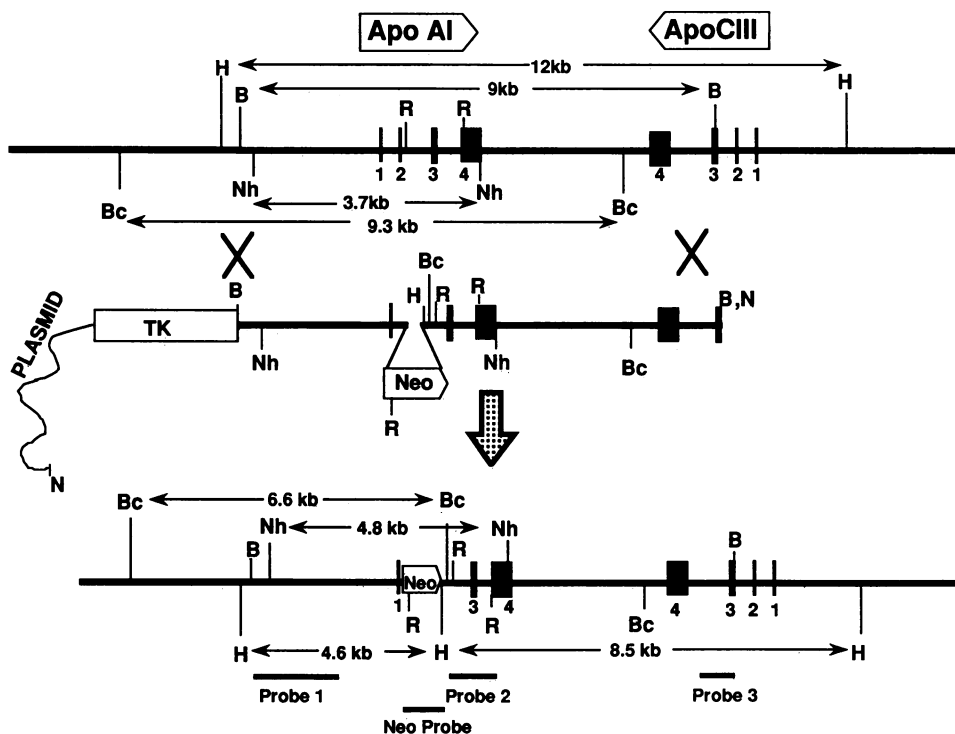 Apo AI ApoCIII
H 12kb H
B 9kb B
R R
1 2 3 4 4 3 2 1
Nh 3.7kb Nh
Bc 9.3 kb Bc
Bc
B H R R B,N
PLASMID TK
Nh Nh Bc
Neo
R
N
Bc 6.6 kb Bc
Nh 4.8 kb Nh
B R B
1 Neo 3 4 4 3 2 1
R R Bc
H 4.6 kb H 8.5 kb H
Probe 1 Probe 2 Probe 3
Neo Probe